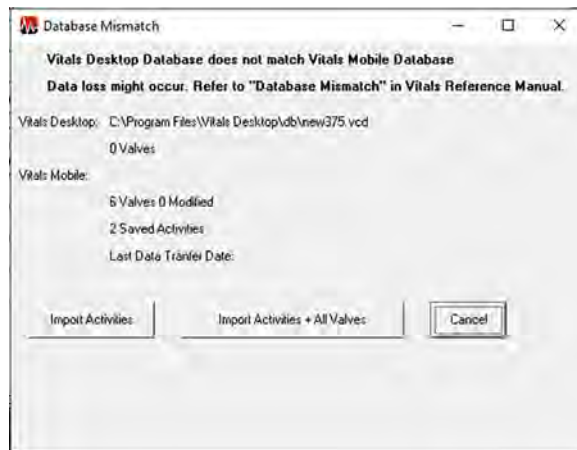 Database Mismatch
Vitals Desktop Database does not match Vitals Mobile Database
Data loss might occur. Refer to "Database Mismatch" in Vitals Reference Manual.
Vitals Desktop: C:\Program Files\Vitals Desktop\db\new375.vcd
0 Valves
Vitals Mobile:
6 Valves 0 Modified
2 Saved Activities
Last Data Tranfer Date:
Import Activities Import Activities + All Valves Cancel